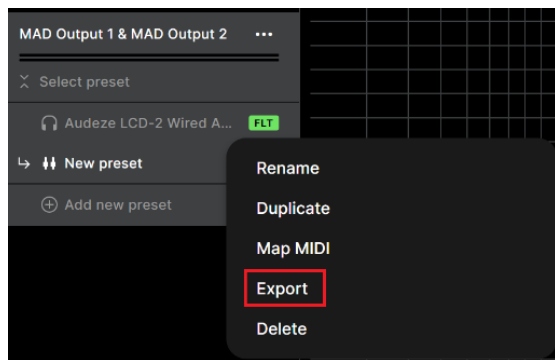 MAD Output 1 & MAD Output 2 ...
Select preset
Audeze LCD-2 Wired A... FLT
New preset
Add new preset
Rename
Duplicate
Map MIDI
Export
Delete